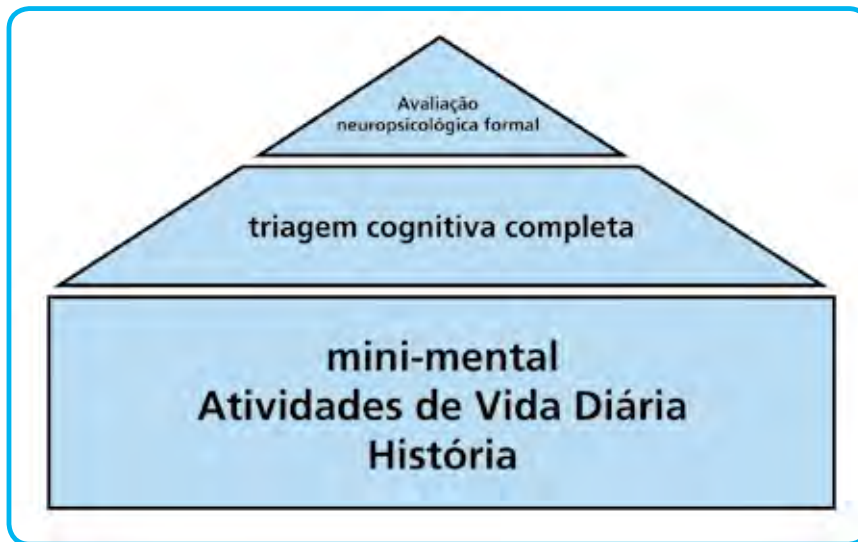 Avaliação
neuropsicológica formal
triagem cognitiva completa
mini-mental
Atividades de Vida Diária
História